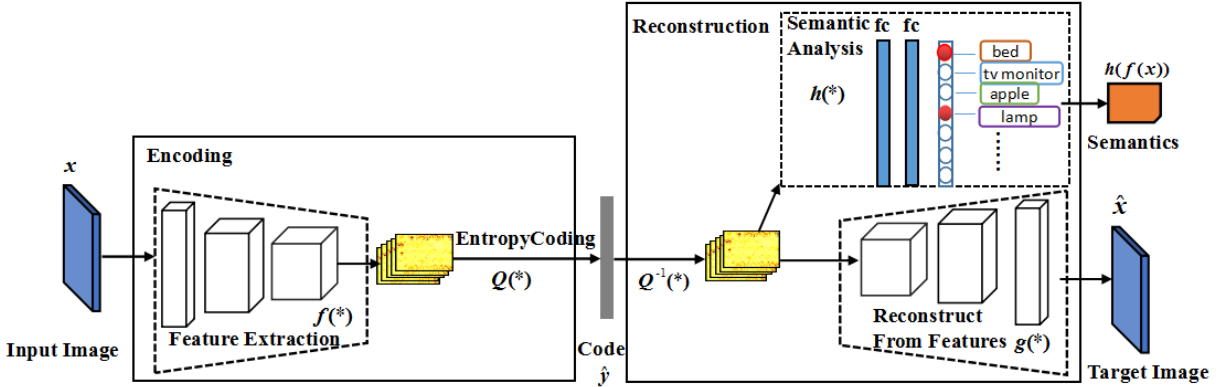 Reconstruction
Semantic fc fc
Analysis
h(*)
bed
tv monitor
apple
lamp
h(f(x))
Semantics
Encoding
x
Input Image
f(*)
Feature Extraction
EntropyCoding
Q(*)
Code
ŷ
Q⁻¹(*)
Reconstruct
From Features g(*)
x̂
Target Image